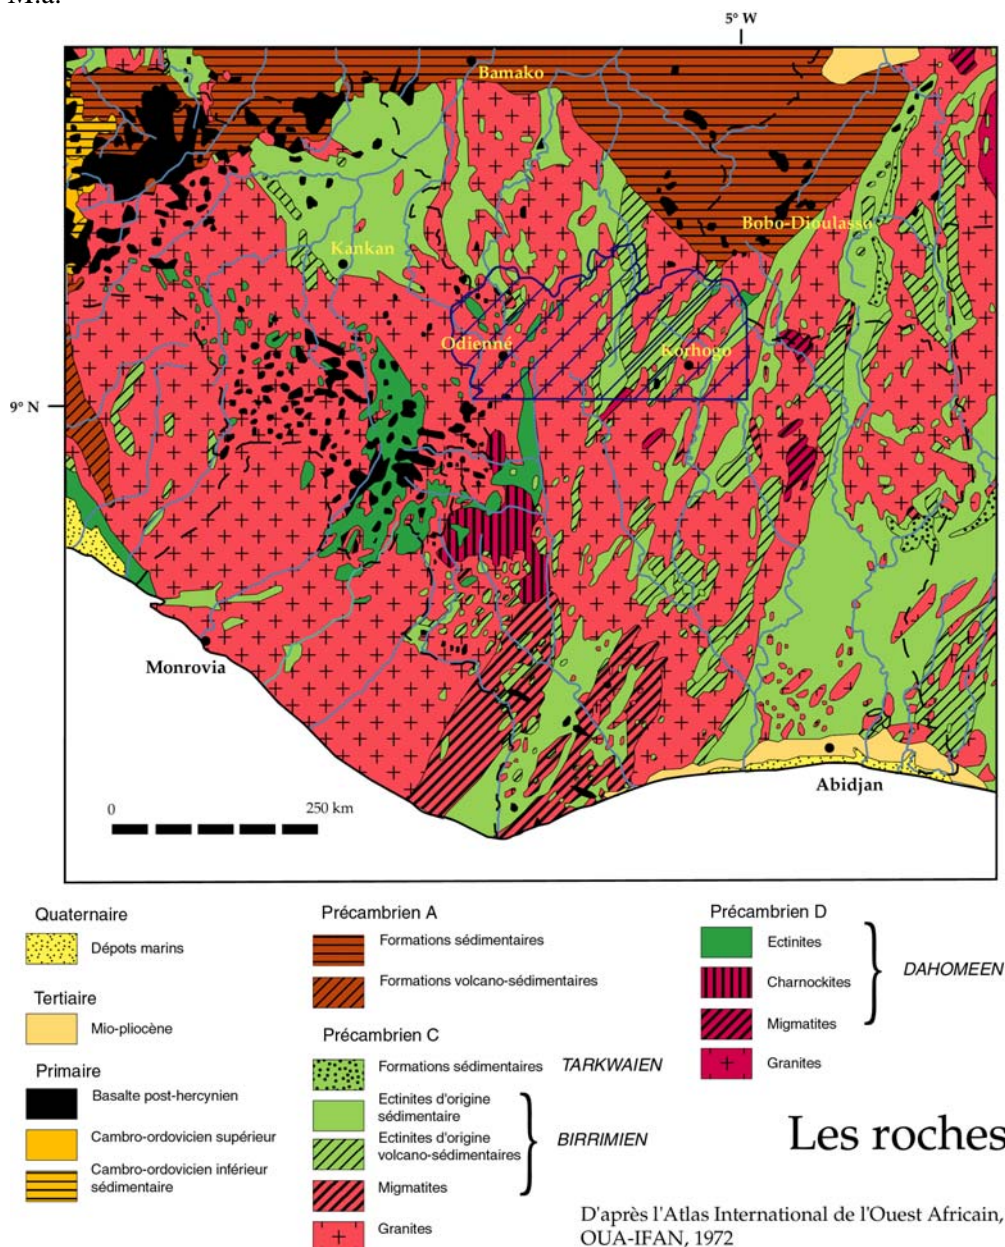 M.a.
5° W
Bamako
Bobo-Dioulasso
Kankan
Odienné
Korhogo
9° N
Monrovia
Abidjan
0
250 km
Quaternaire
Dépots marins
Tertiaire
Mio-pliocène
Primaire
Basalte post-hercynien
Cambro-ordovicien supérieur
Cambro-ordovicien inférieur
sédimentaire
Précambrien A
Formations sédimentaires
Formations volcano-sédimentaires
Précambrien C
Formations sédimentaires
TARKWAIEN
Ectinites d'origine
sédimentaire
Ectinites d'origine
volcano-sédimentaires
BIRRIMIEN
Migmatites
Granites
Précambrien D
Ectinites
Charnockites
DAHOMEEN
Migmatites
Granites
Les roches
D'après l'Atlas International de l'Ouest Africain,
OUA-IFAN, 1972